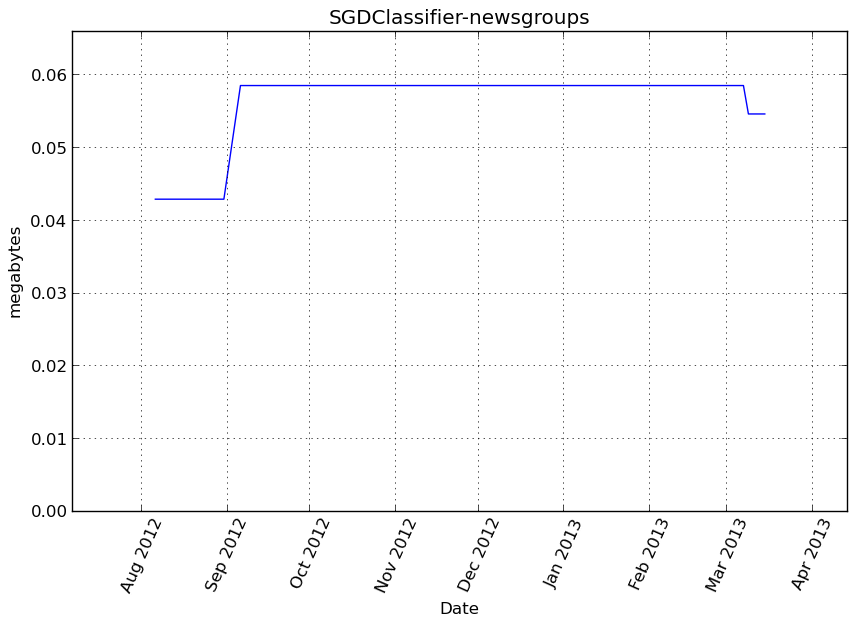 SGDClassifier-newsgroups
0.06
0.05
0.04
0.03
0.02
0.01
0.00
megabytes
Aug 2012
Sep 2012
Oct 2012
Nov 2012
Dec 2012
Jan 2013
Feb 2013
Mar 2013
Apr 2013
Date